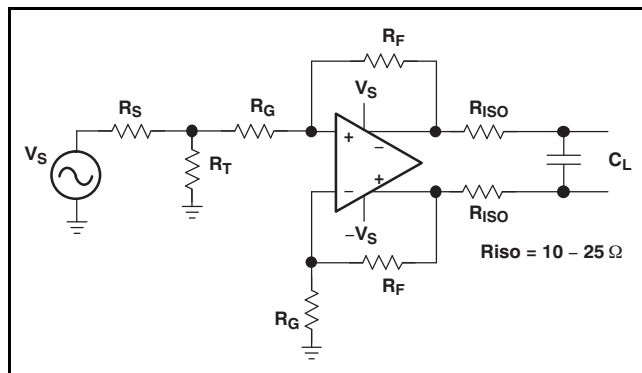 R_F
V_S
R_S
R_G
R_ISO
V_S
+
−
R_T
C_L
−
+
R_ISO
−V_S
Riso = 10 – 25 Ω
R_F
R_G